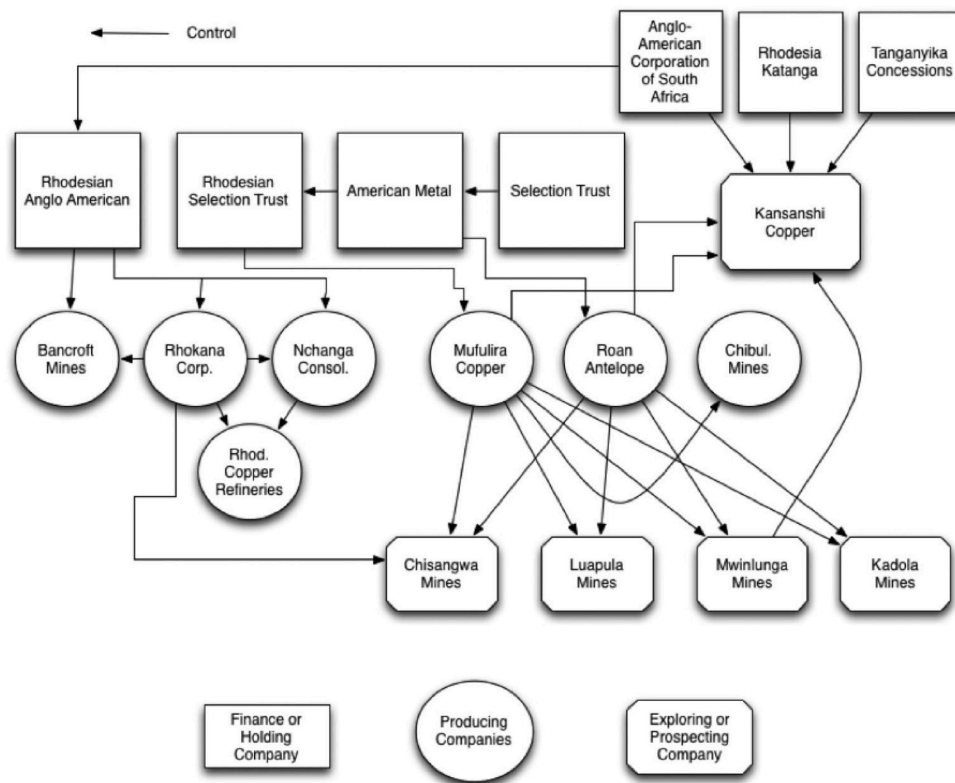 Control
Anglo-
American
Corporation
of South
Africa
Rhodesia
Katanga
Tanganyika
Concessions
Rhodesian
Anglo American
Rhodesian
Selection Trust
American Metal
Selection Trust
Kansanshi
Copper
Bancroft
Mines
Rhokana
Corp.
Nchanga
Consol.
Mufulira
Copper
Roan
Antelope
Chibul.
Mines
Rhod.
Copper
Refineries
Chisangwa
Mines
Luapula
Mines
Mwinlunga
Mines
Kadola
Mines
Finance or
Holding
Company
Producing
Companies
Exploring or
Prospecting
Company